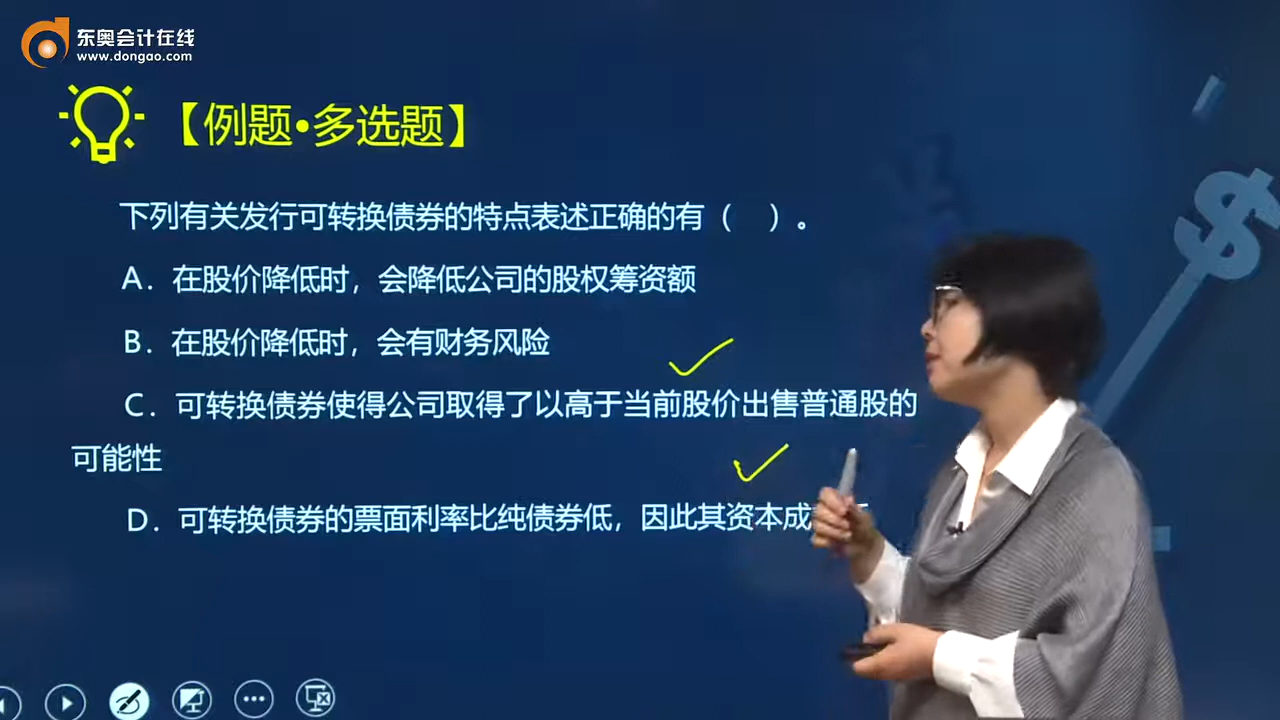 东奥会计在线
www.dongao.com
【例题•多选题】
下列有关发行可转换债券的特点表述正确的有（ ）。
A. 在股价降低时，会降低公司的股权筹资额
B. 在股价降低时，会有财务风险
C. 可转换债券使得公司取得了以高于当前股价出售普通股的
可能性
D. 可转换债券的票面利率比纯债券低，因此其资本成